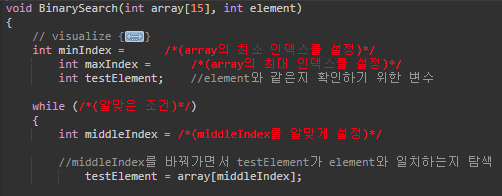 void BinarySearch(int array[15], int element)
{
// visualize {...}
int minIndex = /*(array의 최소 인덱스를 설정)*/
int maxIndex = /*(array의 최대 인덱스를 설정)*/
int testElement; //element와 같은지 확인하기 위한 변수
while (/*(알맞은 조건)*/)
{
int middleIndex = /*(middleIndex를 알맞게 설정)*/
//middleIndex를 바꿔가면서 testElement가 element와 일치하는지 탐색
testElement = array[middleIndex];